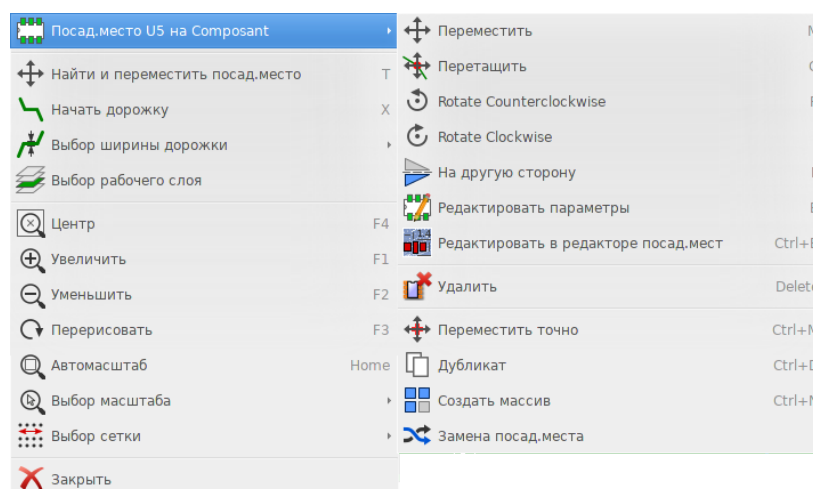 Посад.место U5 на Composant
Найти и переместить посад.место T
Начать дорожку X
Выбор ширины дорожки
Выбор рабочего слоя
Центр F4
Увеличить F1
Уменьшить F2
Перерисовать F3
Автомасштаб Home
Выбор масштаба
Выбор сетки
Закрыть
Переместить
Перетащить
Rotate Counterclockwise
Rotate Clockwise
На другую сторону
Редактировать параметры
Редактировать в редакторе посад.мест
Удалить
Переместить точно
Дубликат
Создать массив
Замена посад.места